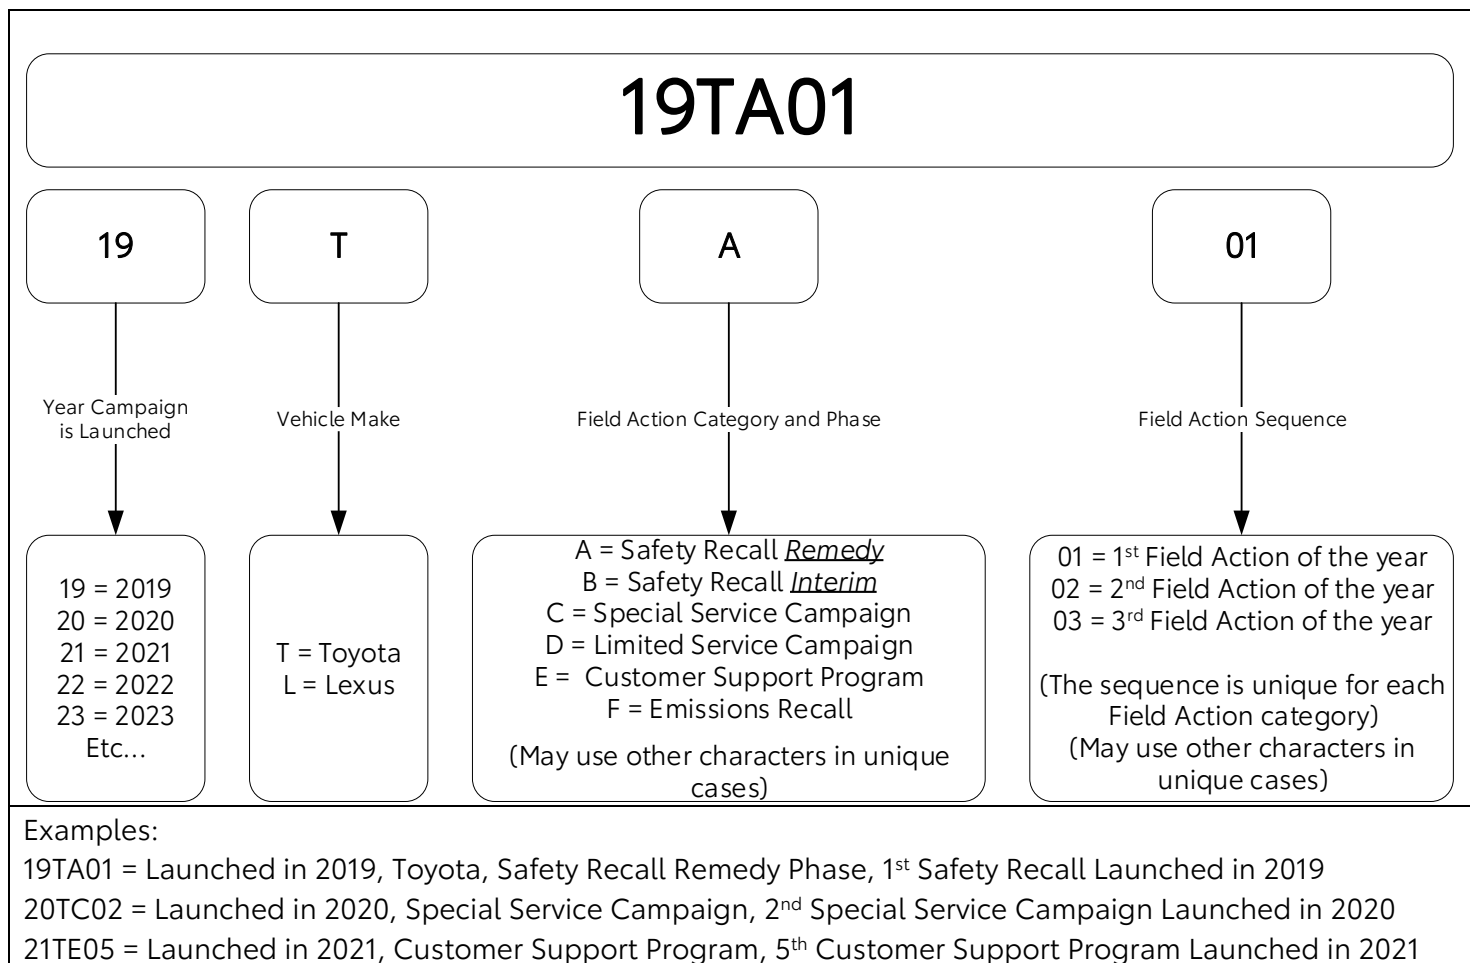 19TA01
19
T
A
01
Year Campaign
is Launched
Vehicle Make
Field Action Category and Phase
Field Action Sequence
19 = 2019
20 = 2020
21 = 2021
22 = 2022
23 = 2023
Etc...
T = Toyota
L = Lexus
A = Safety Recall Remedy
B = Safety Recall Interim
C = Special Service Campaign
D = Limited Service Campaign
E =  Customer Support Program
F = Emissions Recall
(May use other characters in unique
cases)
01 = 1st Field Action of the year
02 = 2nd Field Action of the year
03 = 3rd Field Action of the year
(The sequence is unique for each
Field Action category)
(May use other characters in
unique cases)
Examples:
19TA01 = Launched in 2019, Toyota, Safety Recall Remedy Phase, 1st Safety Recall Launched in 2019
20TC02 = Launched in 2020, Special Service Campaign, 2nd Special Service Campaign Launched in 2020
21TE05 = Launched in 2021, Customer Support Program, 5th Customer Support Program Launched in 2021